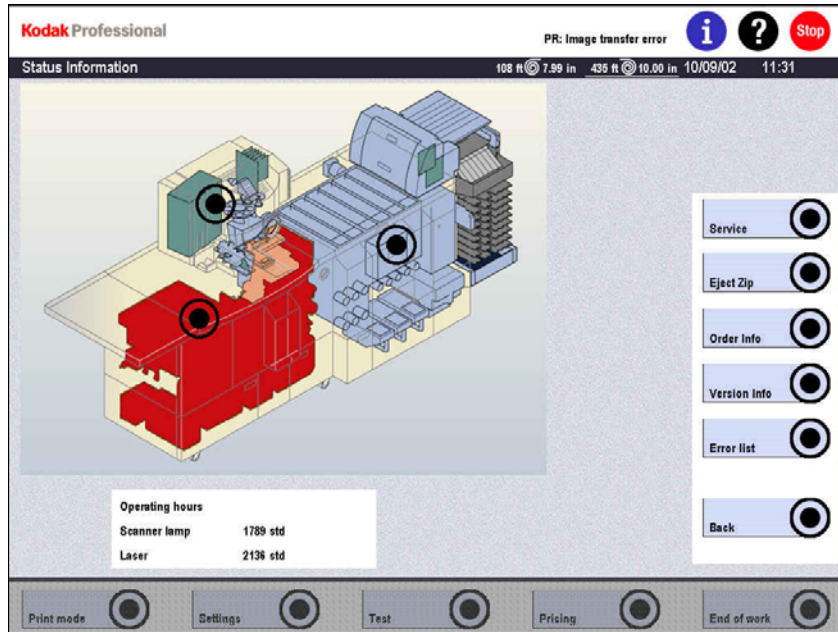 Kodak Professional
PR: Image transfer error
i
?
Stop
Status Information
108 ft 7.99 in 435 ft 10.00 in 10/09/02 11:31
Service
Eject Zip
Order Info
Version Info
Error list
Back
Operating hours
Scanner lamp 1789 std
Laser 2136 std
Print mode
Settings
Test
Pricing
End of work